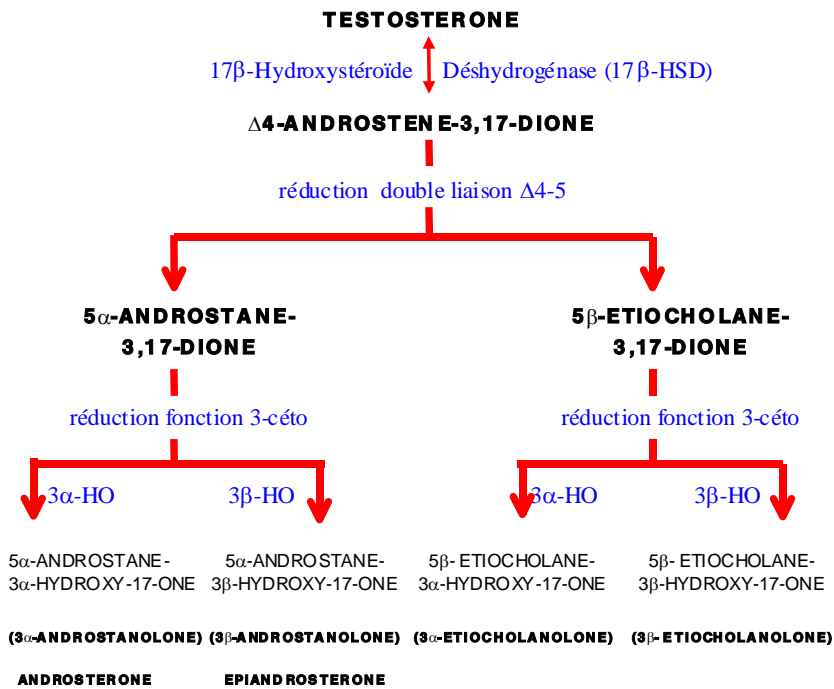 TESTOSTERONE
17β-Hydroxystéroïde Déshydrogénase (17β-HSD)
Δ4-ANDROSTENE-3,17-DIONE
réduction double liaison Δ4-5
5α-ANDROSTANE-
3,17-DIONE
5β-ETIOCHOLANE-
3,17-DIONE
réduction fonction 3-céto
réduction fonction 3-céto
3α-HO
3β-HO
3α-HO
3β-HO
5α-ANDROSTANE-
3α-HYDROXY-17-ONE
5α-ANDROSTANE-
3β-HYDROXY-17-ONE
5β- ETIOCHOLANE-
3α-HYDROXY-17-ONE
5β- ETIOCHOLANE-
3β-HYDROXY-17-ONE
(3α-ANDROSTANOLONE)
(3β-ANDROSTANOLONE)
(3α-ETIOCHOLANOLONE)
(3β- ETIOCHOLANOLONE)
ANDROSTERONE
EPIANDROSTERONE